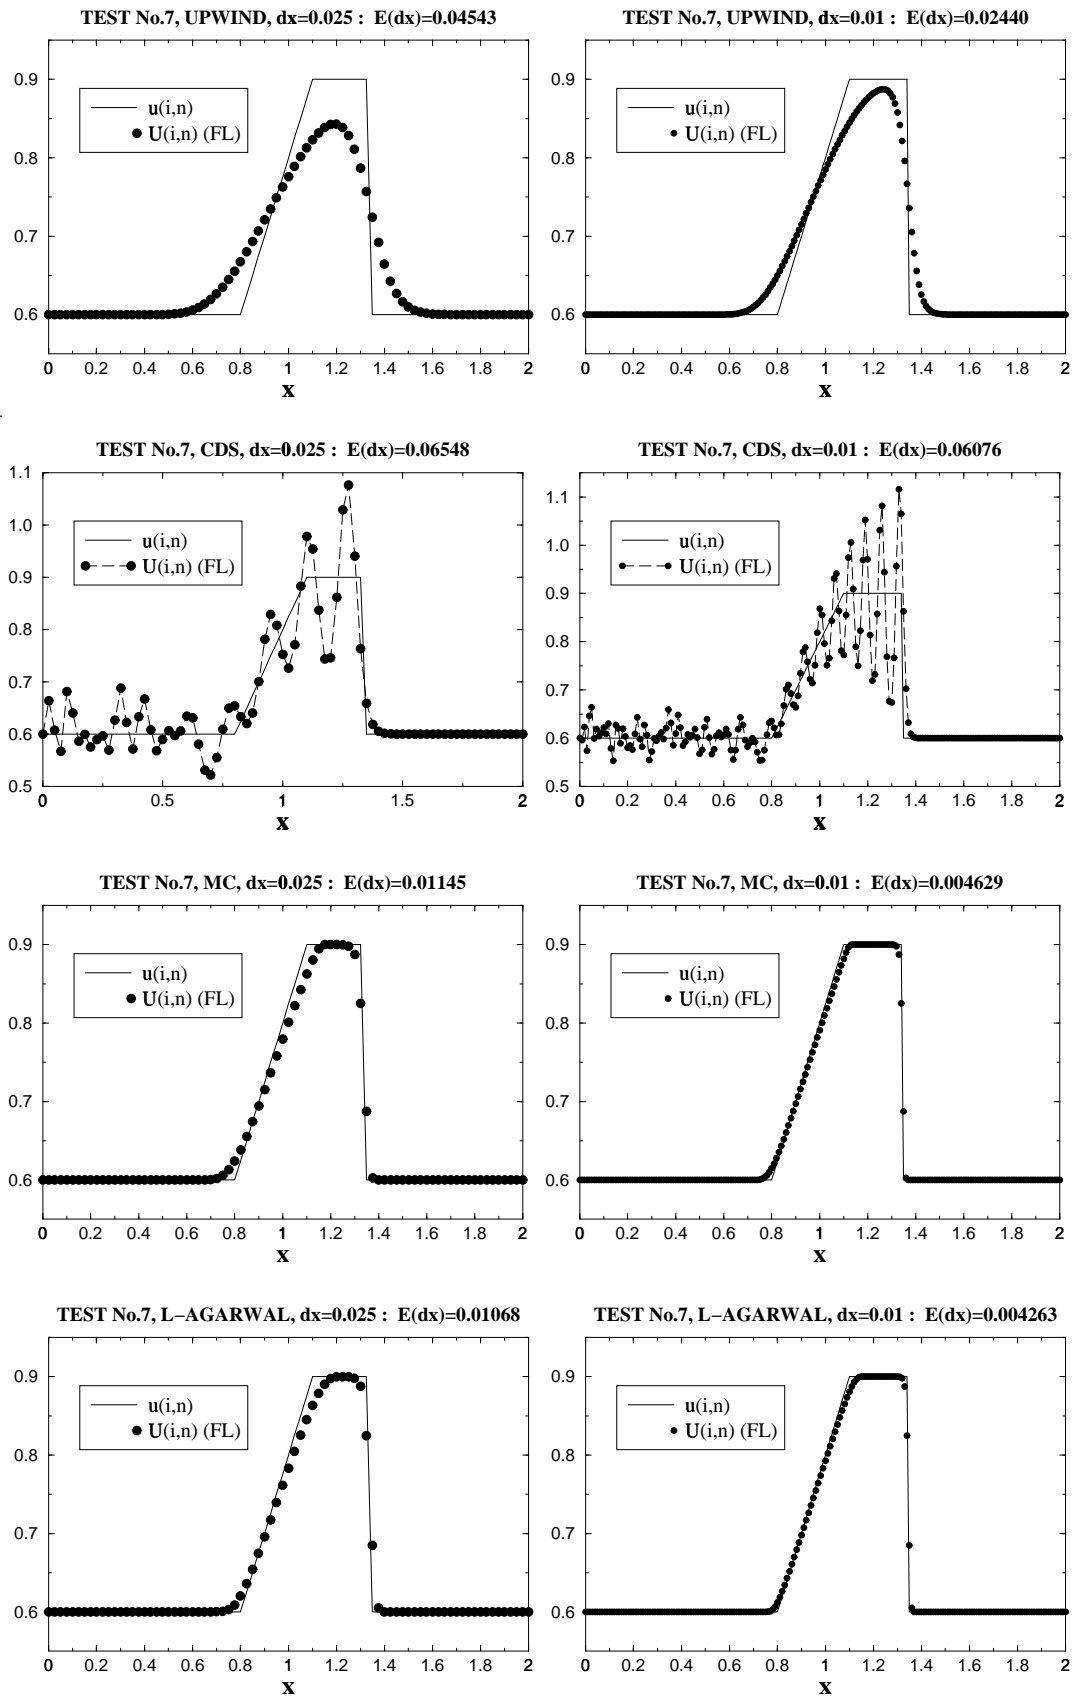 TEST No.7, UPWIND, dx=0.025 :  E(dx)=0.04543
0.9
0.8
0.7
0.6
u(i,n)
U(i,n) (FL)
0 0.2 0.4 0.6 0.8 1 1.2 1.4 1.6 1.8 2
x
TEST No.7, UPWIND, dx=0.01 :  E(dx)=0.02440
0.9
0.8
0.7
0.6
u(i,n)
U(i,n) (FL)
0 0.2 0.4 0.6 0.8 1 1.2 1.4 1.6 1.8 2
x
TEST No.7, CDS, dx=0.025 :  E(dx)=0.06548
1.1
1.0
0.9
0.8
0.7
0.6
0.5
u(i,n)
U(i,n) (FL)
0 0.5 1 1.5 2
x
TEST No.7, CDS, dx=0.01 :  E(dx)=0.06076
1.1
1.0
0.9
0.8
0.7
0.6
0.5
u(i,n)
U(i,n) (FL)
0 0.2 0.4 0.6 0.8 1 1.2 1.4 1.6 1.8 2
x
TEST No.7, MC, dx=0.025 :  E(dx)=0.01145
0.9
0.8
0.7
0.6
u(i,n)
U(i,n) (FL)
0 0.2 0.4 0.6 0.8 1 1.2 1.4 1.6 1.8 2
x
TEST No.7, MC, dx=0.01 :  E(dx)=0.004629
0.9
0.8
0.7
0.6
u(i,n)
U(i,n) (FL)
0 0.2 0.4 0.6 0.8 1 1.2 1.4 1.6 1.8 2
x
TEST No.7, L−AGARWAL, dx=0.025 :  E(dx)=0.01068
0.9
0.8
0.7
0.6
u(i,n)
U(i,n) (FL)
0 0.2 0.4 0.6 0.8 1 1.2 1.4 1.6 1.8 2
x
TEST No.7, L−AGARWAL, dx=0.01 :  E(dx)=0.004263
0.9
0.8
0.7
0.6
u(i,n)
U(i,n) (FL)
0 0.2 0.4 0.6 0.8 1 1.2 1.4 1.6 1.8 2
x